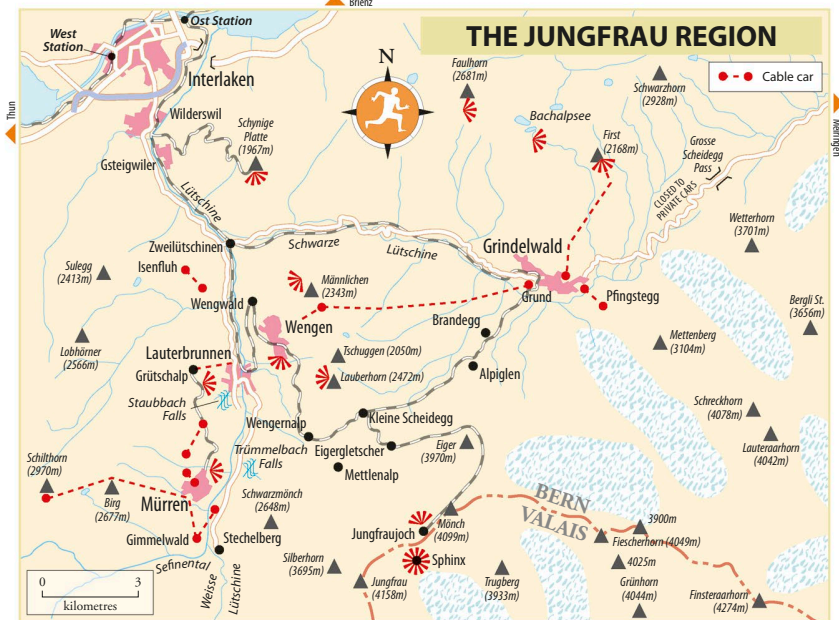 Brienz
THE JUNGFRAU REGION
Cable car
Ost Station
West
Station
Interlaken
Thun
Meiringen
N
Faulhorn
(2681m)
Schwarzhorn
(2928m)
Bachalpsee
First
(2168m)
Grosse
Scheidegg
Pass
CLOSED TO
PRIVATE CARS
Wilderswil
Schynige
Platte
(1967m)
Gsteigwiler
Lütschine
Wetterhorn
(3701m)
Zweilütschinen
Schwarze
Lütschine
Grindelwald
Isenfluh
Sulegg
(2413m)
Männlichen
(2343m)
Grund
Pfingstegg
Bergli St.
(3656m)
Wengwald
Wengen
Brandegg
Mettenberg
(3104m)
Lobhörner
(2566m)
Lauterbrunnen
Tschuggen (2050m)
Grütschalp
Lauberhorn (2472m)
Alpiglen
Staubbach
Falls
Schreckhorn
(4078m)
Wengernalp
Kleine Scheidegg
Lauteraarhorn
(4042m)
Eigergletscher
Eiger
(3970m)
Trümmelbach
Falls
Mettlenalp
Schilthorn
(2970m)
Birg
(2677m)
Mürren
Schwarzmönch
(2648m)
BERN
VALAIS
Mönch
(4099m)
3900m
Jungfraujoch
Fiescherhorn (4049m)
Gimmelwald
Stechelberg
Sefinental
Sphinx
4025m
Silberhorn
(3695m)
Jungfrau
(4158m)
Trugberg
(3933m)
Grünhorn
(4044m)
Finsteraarhorn
(4274m)
Weisse
Lütschine
0 3
kilometres